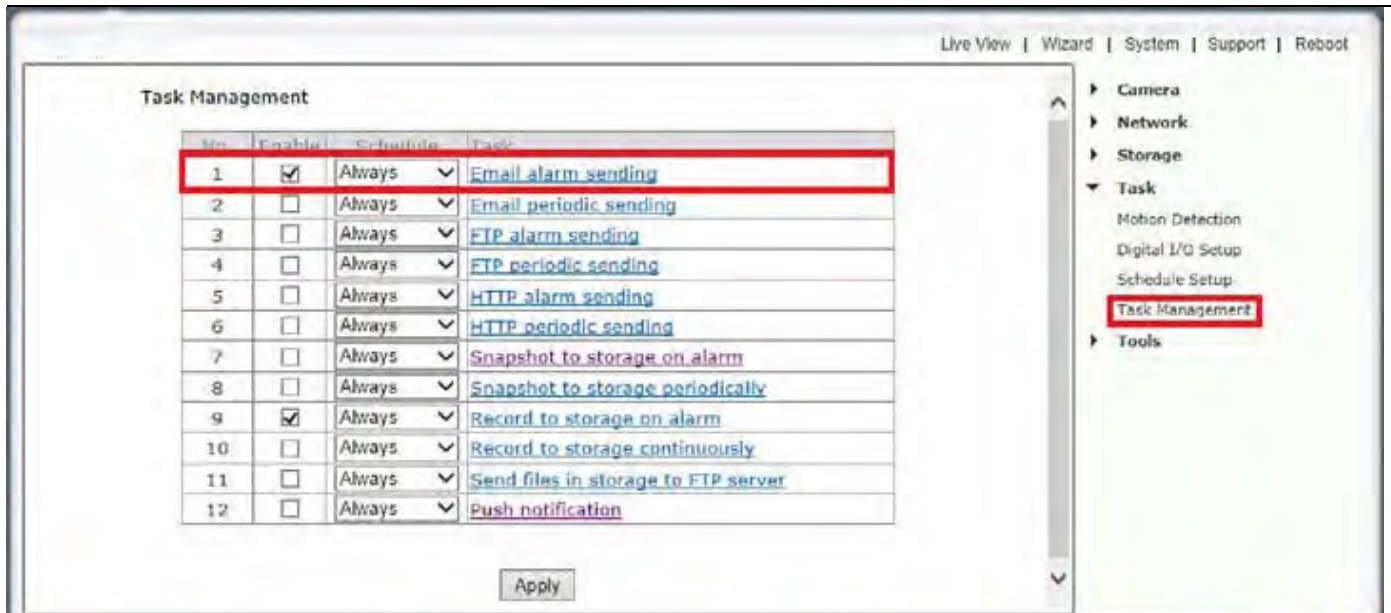 Live View | Wizard | System | Support | Reboot
Task Management
No. Enable Schedule Task
1 Always Email alarm sending
2 Always Email periodic sending
3 Always FTP alarm sending
4 Always FTP periodic sending
5 Always HTTP alarm sending
6 Always HTTP periodic sending
7 Always Snapshot to storage on alarm
8 Always Snapshot to storage periodically
9 Always Record to storage on alarm
10 Always Record to storage continuously
11 Always Send files in storage to FTP server
12 Always Push notification
Apply
Camera
Network
Storage
Task
Motion Detection
Digital I/O Setup
Schedule Setup
Task Management
Tools